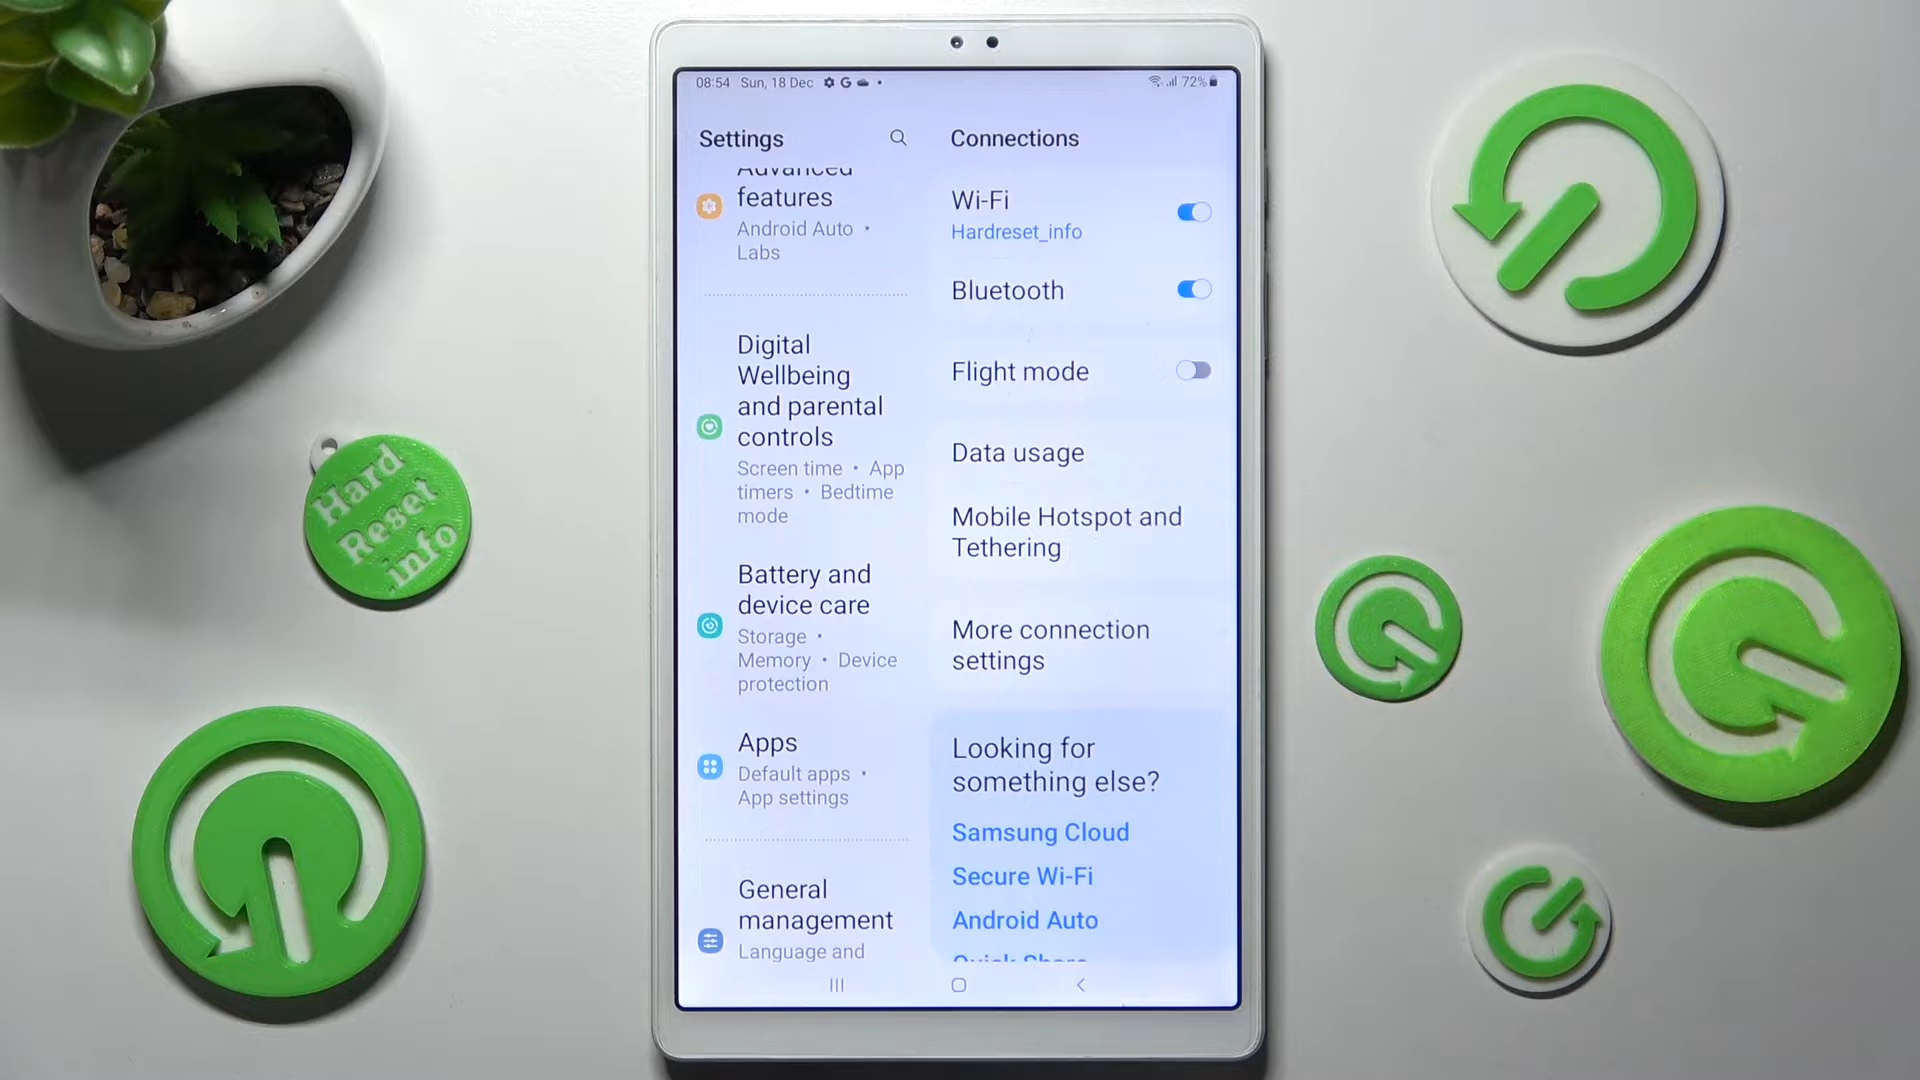 08:54 Sun, 18 Dec G
72%
Settings
Connections
Advanced
features
Android Auto •
Labs
Digital
Wellbeing
and parental
controls
Screen time • App
timers • Bedtime
mode
Battery and
device care
Storage •
Memory • Device
protection
Apps
Default apps •
App settings
General
management
Language and
Wi-Fi
Hardreset_info
Bluetooth
Flight mode
Data usage
Mobile Hotspot and
Tethering
More connection
settings
Looking for
something else?
Samsung Cloud
Secure Wi-Fi
Android Auto
Quick Share
Hard
Reset
info